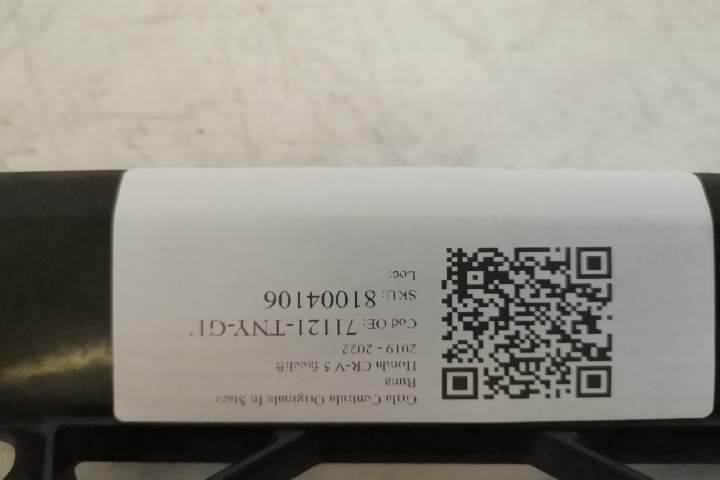 Grila Centrala Originala In Stare
Buna
Honda CR-V 5 facelift
2019 - 2022
Cod OE: 71121-TNY-G1
SKU: 81004106
Loc: